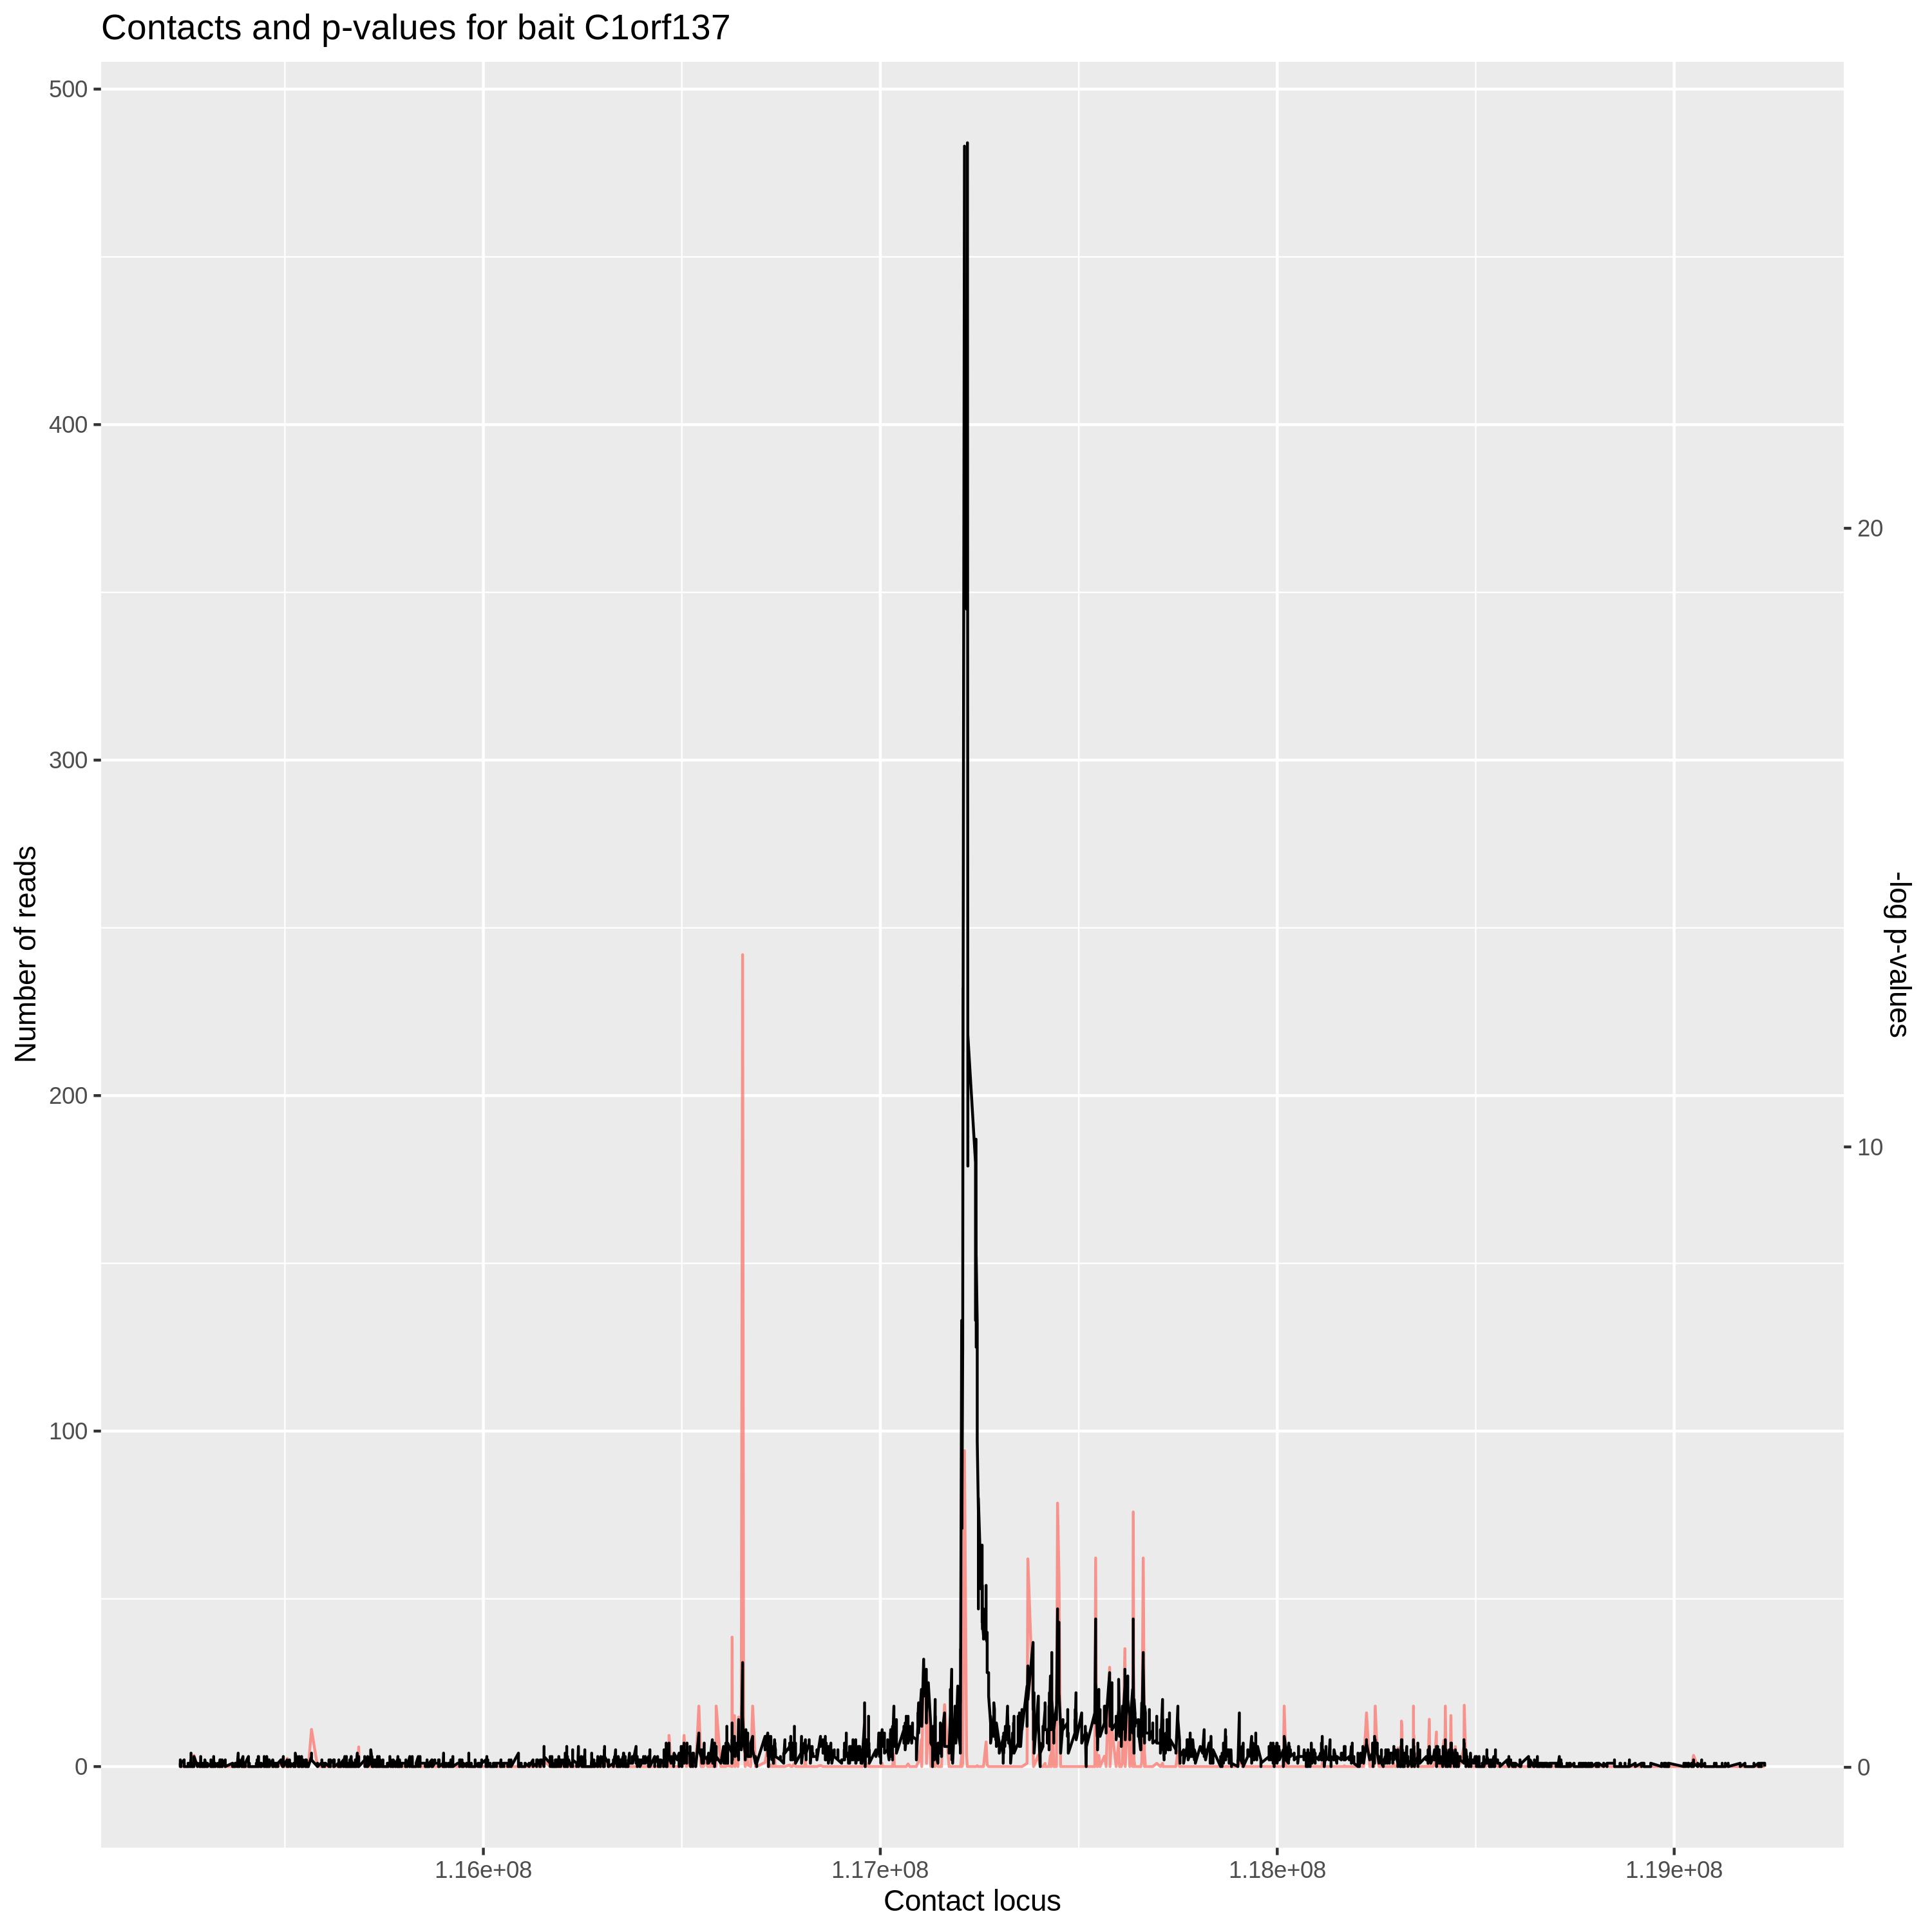 Contacts and p-values for bait C1orf137
500
400
300
200
100
0
Number of reads
20
10
0
-log p-values
1.16e+08
1.17e+08
1.18e+08
1.19e+08
Contact locus